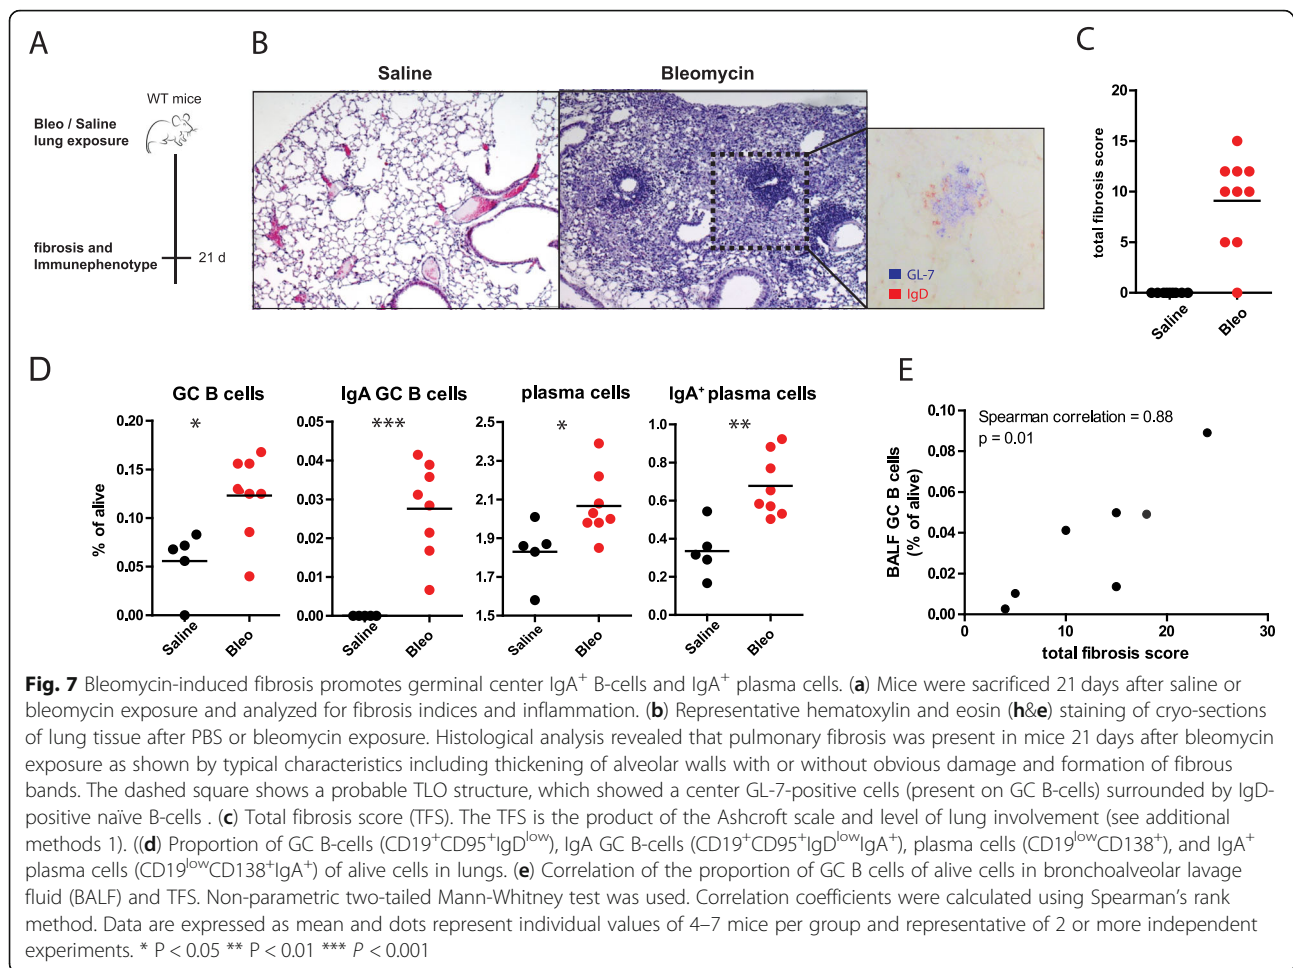 A
WT mice
Bleo / Saline
lung exposure
fibrosis and
Immunephenotype
21 d
B
Saline
Bleomycin
GL-7
IgD
C
total fibrosis score
20
15
10
5
0
Saline
Bleo
D
% of alive
GC B cells
*
0.20
0.15
0.10
0.05
0.00
Saline
Bleo
IgA GC B cells
***
0.05
0.04
0.03
0.02
0.01
0.00
Saline
Bleo
plasma cells
*
2.5
2.3
2.1
1.9
1.7
1.5
Saline
Bleo
IgA⁺ plasma cells
**
1.0
0.8
0.6
0.4
0.2
0.0
Saline
Bleo
E
Spearman correlation = 0.88
p = 0.01
BALF GC B cells
(% of alive)
0.10
0.08
0.06
0.04
0.02
0.00
0
10
20
30
total fibrosis score
Fig. 7 Bleomycin-induced fibrosis promotes germinal center IgA⁺ B-cells and IgA⁺ plasma cells. (a) Mice were sacrificed 21 days after saline or
bleomycin exposure and analyzed for fibrosis indices and inflammation. (b) Representative hematoxylin and eosin (h&e) staining of cryo-sections
of lung tissue after PBS or bleomycin exposure. Histological analysis revealed that pulmonary fibrosis was present in mice 21 days after bleomycin
exposure as shown by typical characteristics including thickening of alveolar walls with or without obvious damage and formation of fibrous
bands. The dashed square shows a probable TLO structure, which showed a center GL-7-positive cells (present on GC B-cells) surrounded by IgD-
positive naïve B-cells . (c) Total fibrosis score (TFS). The TFS is the product of the Ashcroft scale and level of lung involvement (see additional
methods 1). ((d) Proportion of GC B-cells (CD19⁺CD95⁺IgD^low), IgA GC B-cells (CD19⁺CD95⁺IgD^lowIgA⁺), plasma cells (CD19^lowCD138⁺), and IgA⁺
plasma cells (CD19^lowCD138⁺IgA⁺) of alive cells in lungs. (e) Correlation of the proportion of GC B cells of alive cells in bronchoalveolar lavage
fluid (BALF) and TFS. Non-parametric two-tailed Mann-Whitney test was used. Correlation coefficients were calculated using Spearman's rank
method. Data are expressed as mean and dots represent individual values of 4–7 mice per group and representative of 2 or more independent
experiments. * P < 0.05 ** P < 0.01 *** P < 0.001